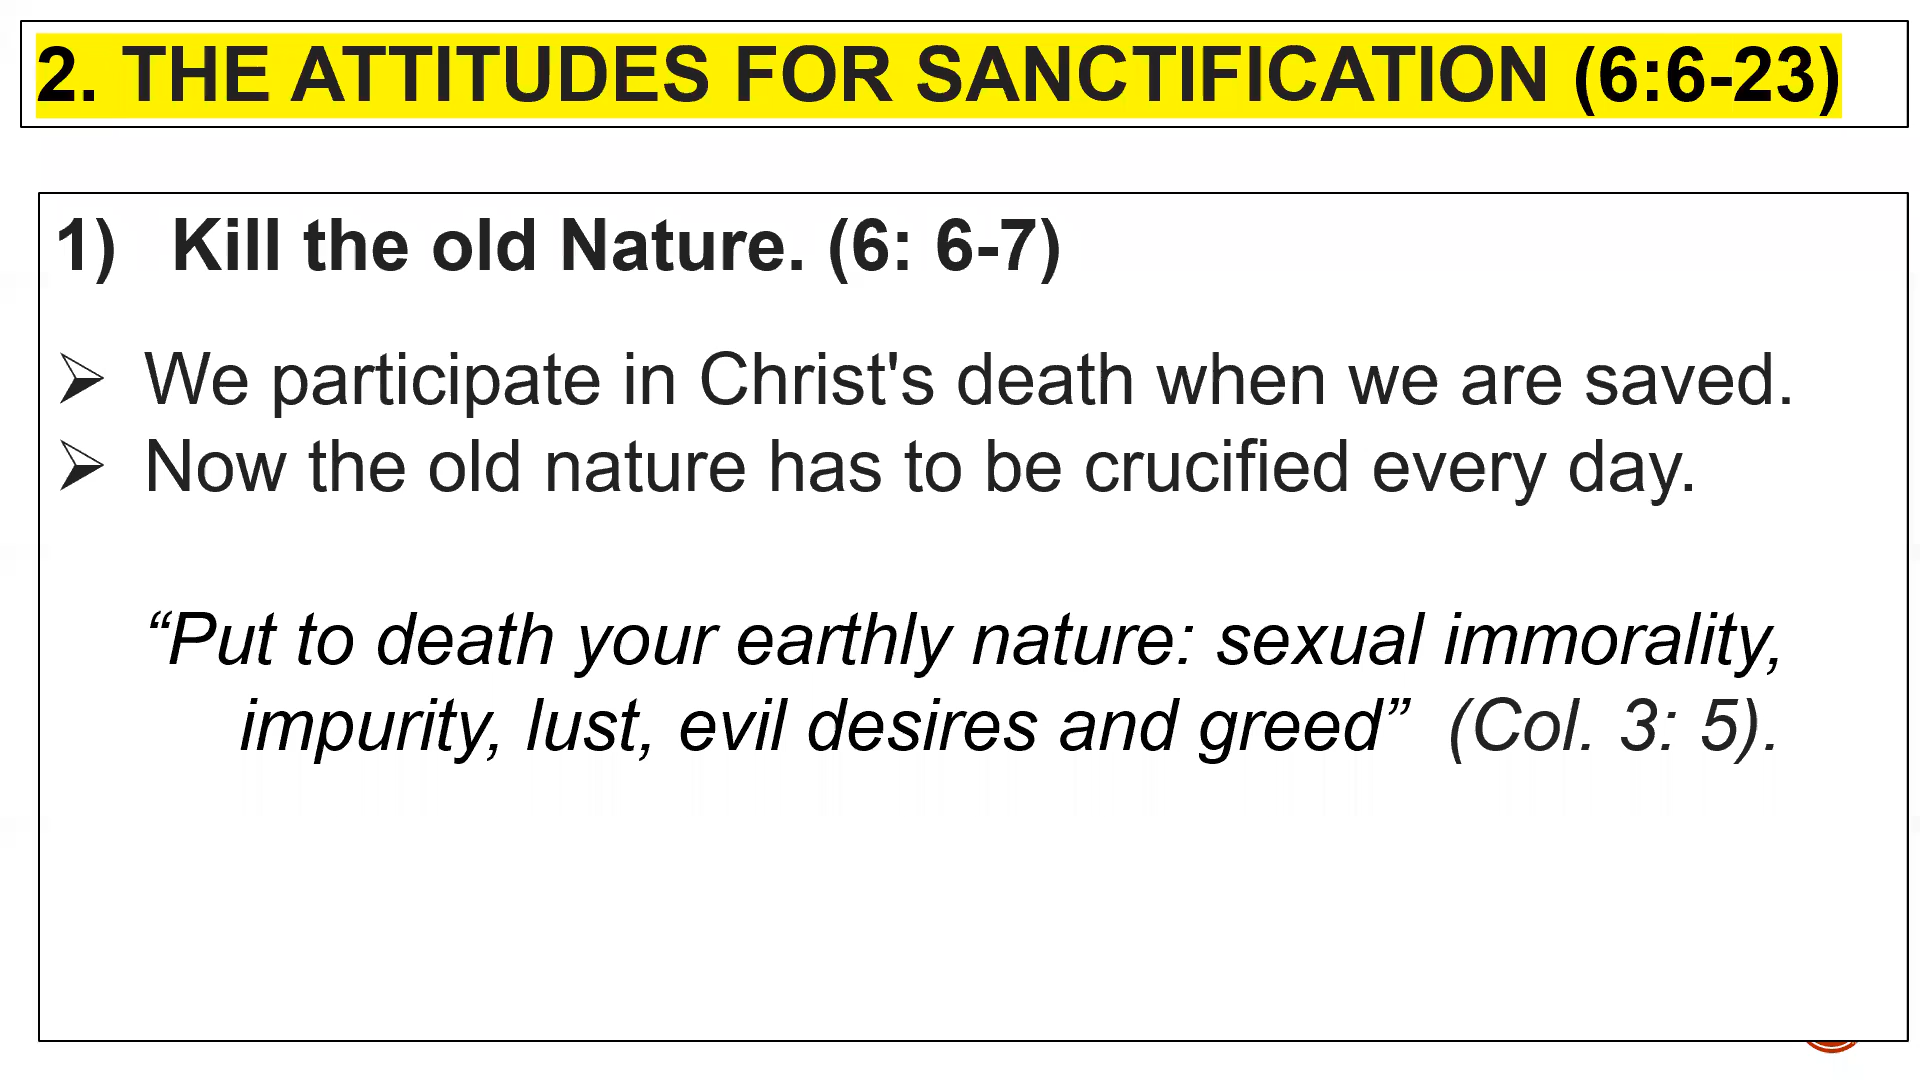 2. THE ATTITUDES FOR SANCTIFICATION (6:6-23)
1) Kill the old Nature. (6: 6-7)
➢ We participate in Christ's death when we are saved.
➢ Now the old nature has to be crucified every day.
“Put to death your earthly nature: sexual immorality,
impurity, lust, evil desires and greed” (Col. 3: 5).